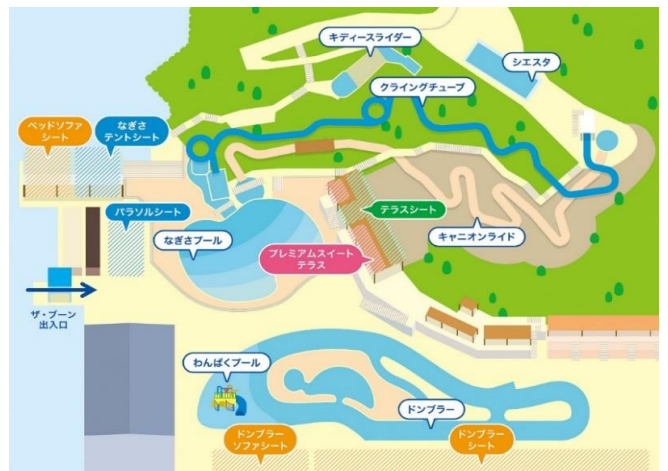 キディースライダー
シエスタ
クライングチューブ
ベッドソファ
シート
なぎさ
テントシート
パラソルシート
テラスシート
なぎさプール
キャニオンライド
プレミアムスイート
テラス
ザ・ブーン
出入口
わんぱくプール
ドンブラー
ドンブラー
ソファシート
ドンブラー
シート